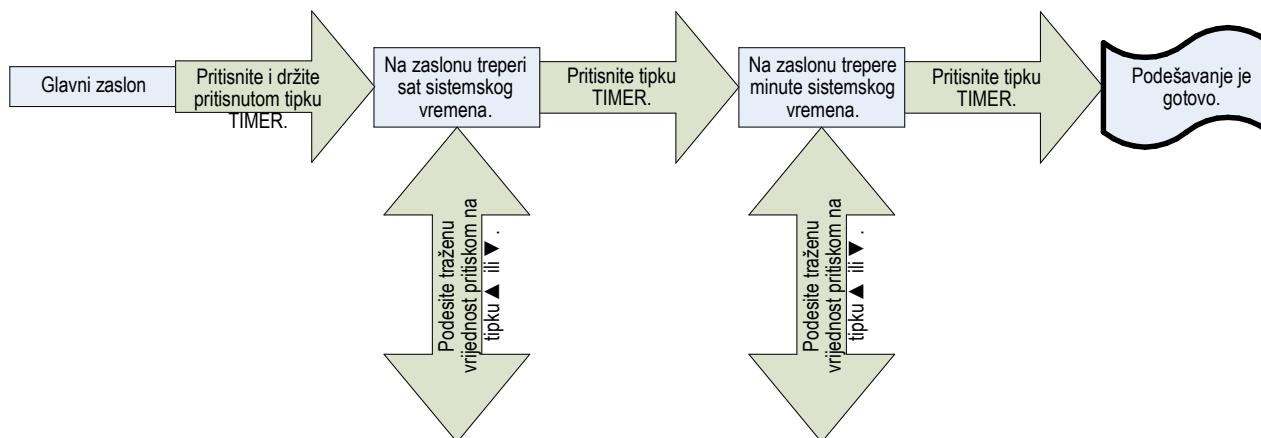 Glavni zaslon
Pritisnite i držite
pritisnutom tipku
TIMER.
Na zaslonu treperi
sat sistemskog
vremena.
Pritisnite tipku
TIMER.
Na zaslonu trepere
minute sistemskog
vremena.
Pritisnite tipku
TIMER.
Podešavanje je
gotovo.
Podesite traženu
vrijednost pritiskom na
tipku ▲ ili ▼ .
Podesite traženu
vrijednost pritiskom na
tipku ▲ ili ▼ .